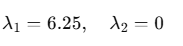 λ₁ = 6.25,  λ₂ = 0